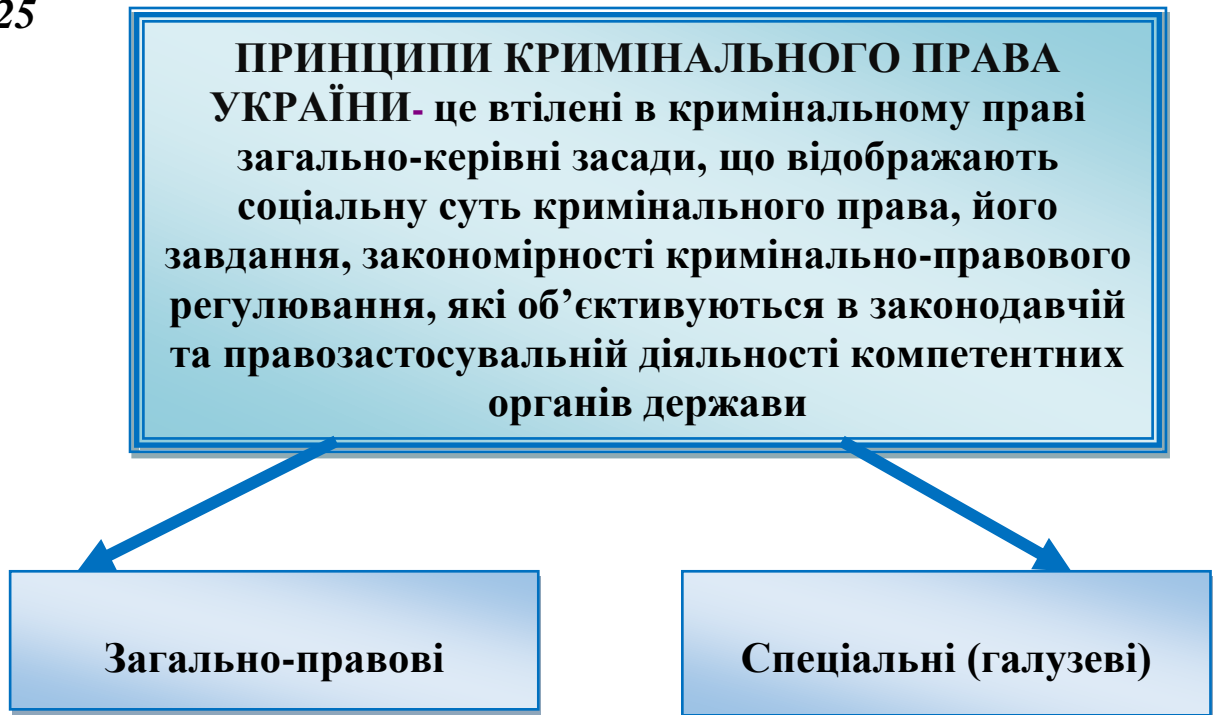 25
ПРИНЦИПИ КРИМІНАЛЬНОГО ПРАВА
УКРАЇНИ- це втілені в кримінальному праві
загально-керівні засади, що відображають
соціальну суть кримінального права, його
завдання, закономірності кримінально-правового
регулювання, які об’єктивуються в законодавчій
та правозастосувальній діяльності компетентних
органів держави
Загально-правові
Спеціальні (галузеві)